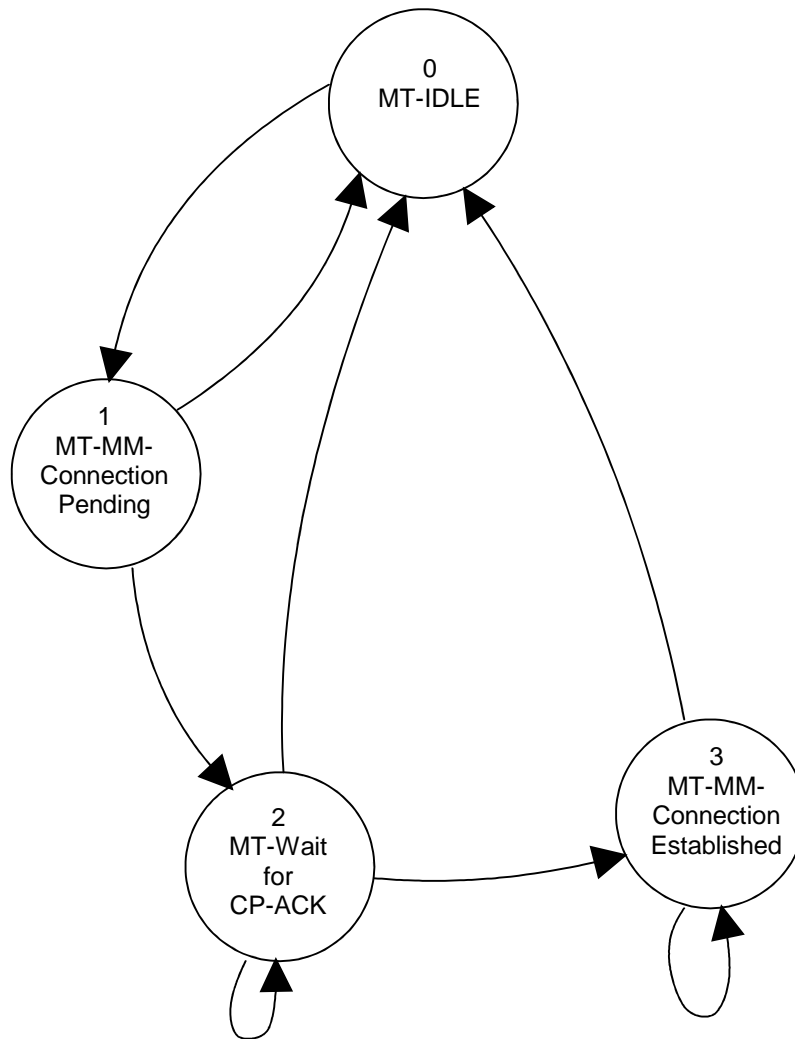 0
MT-IDLE
1
MT-MM-
Connection
Pending
2
MT-Wait
for
CP-ACK
3
MT-MM-
Connection
Established